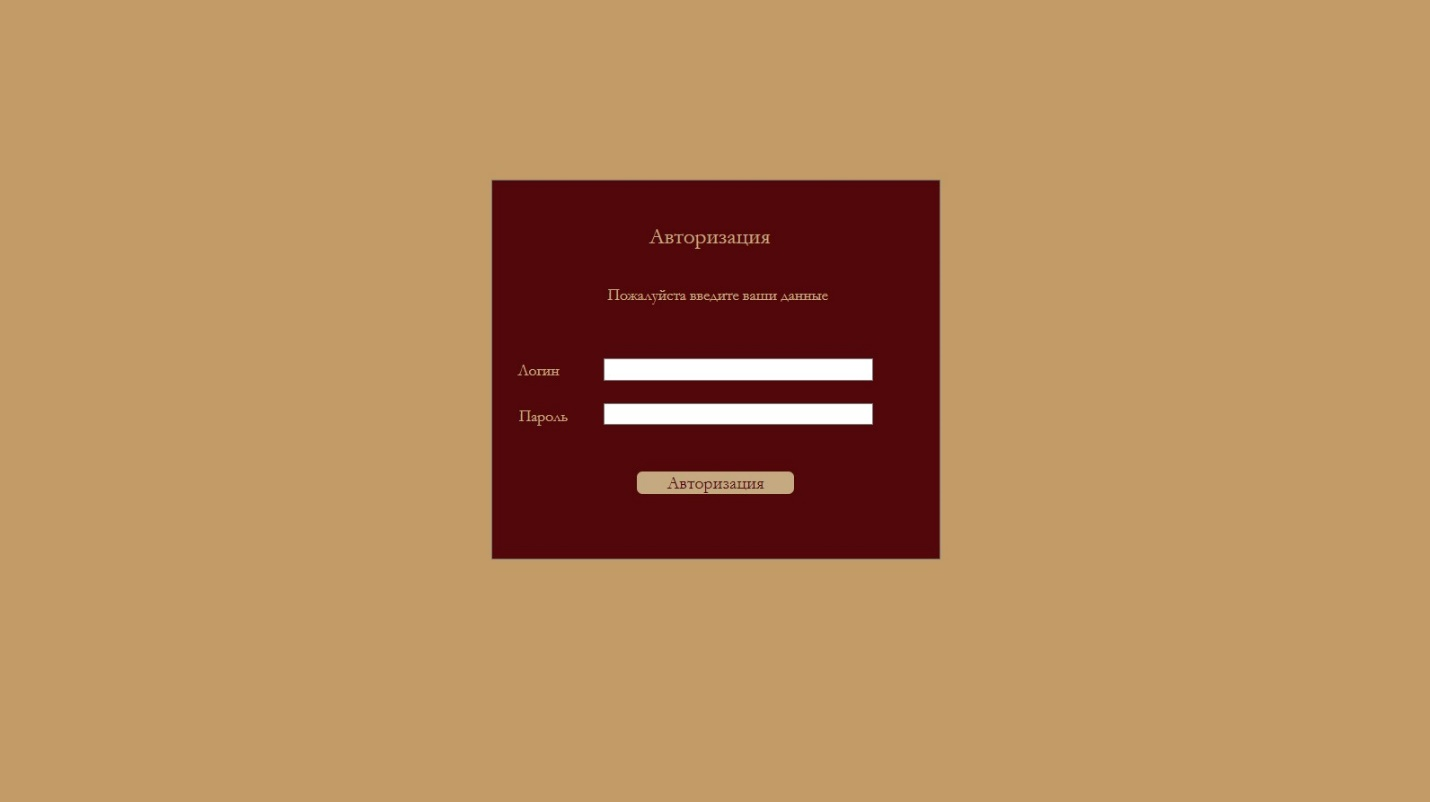 Авторизация
Пожалуйста введите ваши данные
Логин
Пароль
Авторизация